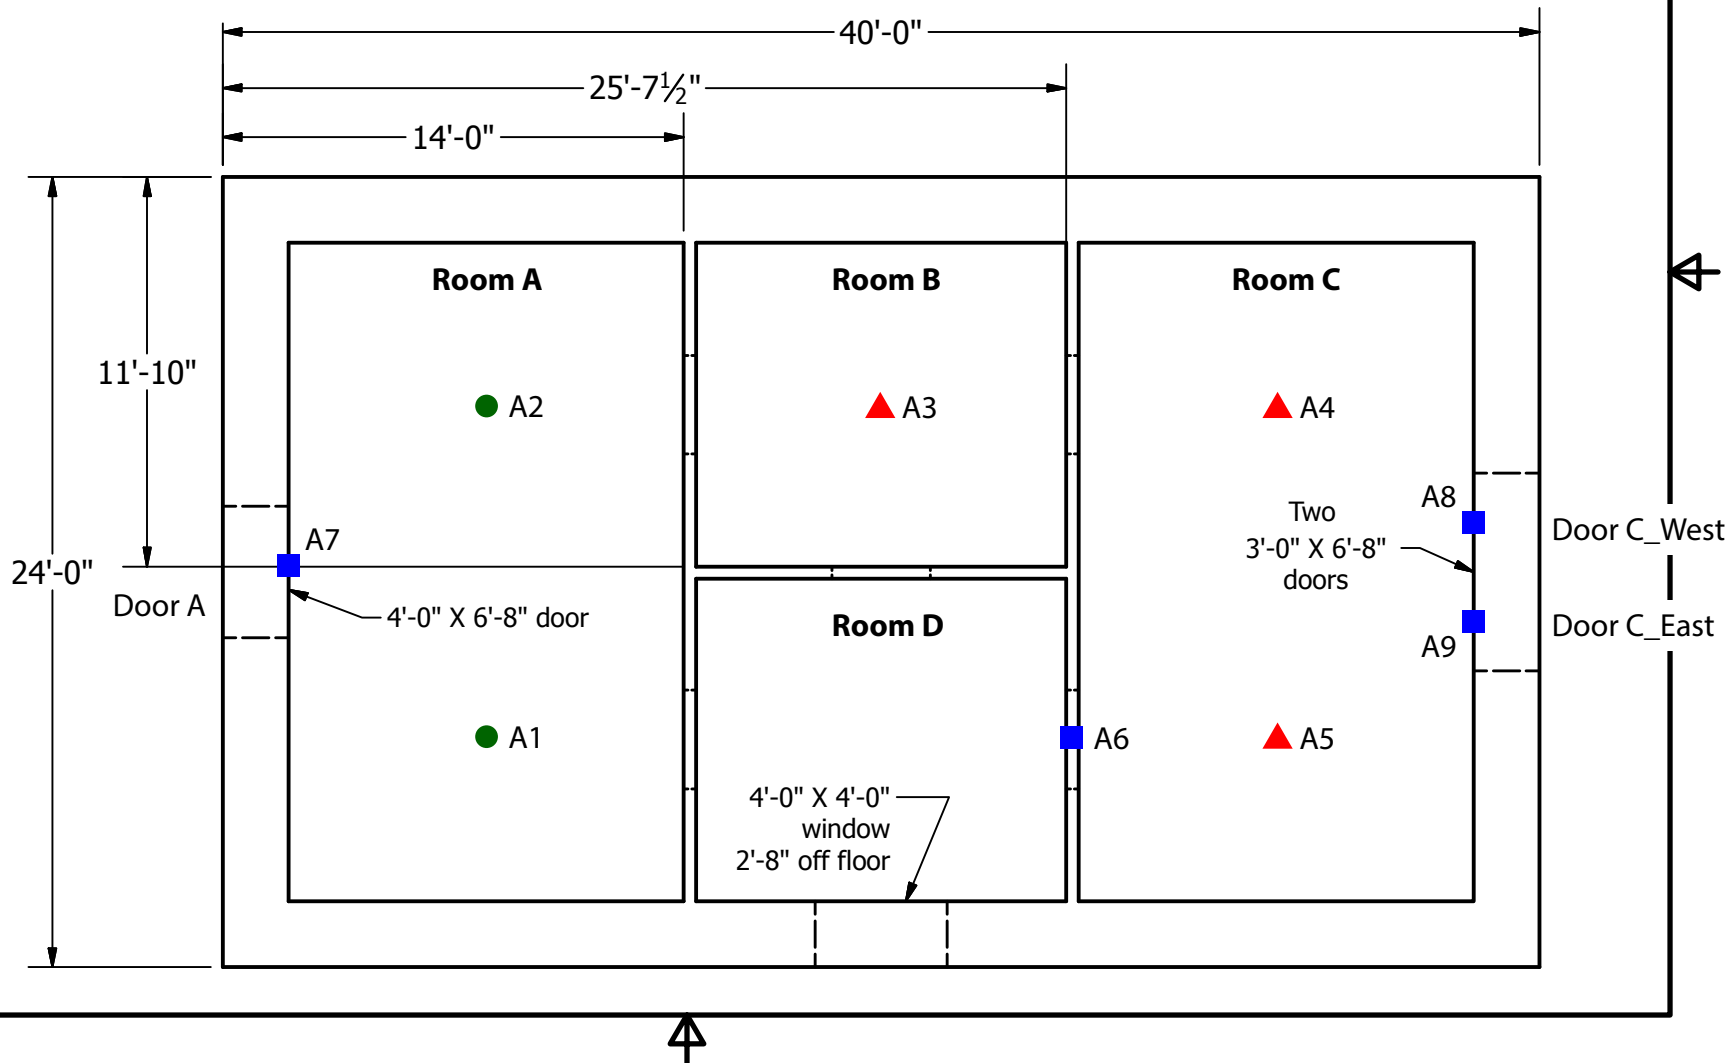 40'-0"
25'-7½"
14'-0"
Room A
Room B
Room C
11'-10"
A2
A3
A4
A8
Two
3'-0" X 6'-8"
doors
Door C_West
A7
24'-0"
Door A
4'-0" X 6'-8" door
Room D
Door C_East
A9
A1
A6
A5
4'-0" X 4'-0"
window
2'-8" off floor